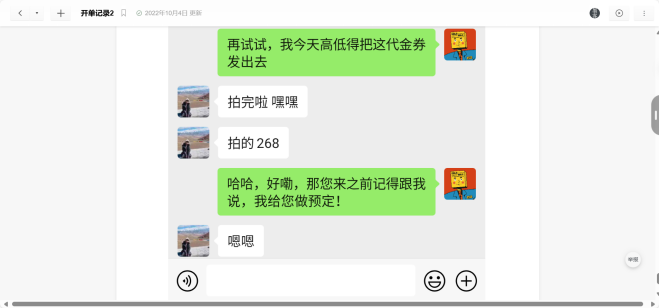 开单记录2
2022年10月4日 更新
再试试，我今天高低得把这代金券
发出去
拍完啦 嘿嘿
拍的 268
哈哈，好嘞，那您来之前记得跟我
说，我给您做预定！
嗯嗯
举报